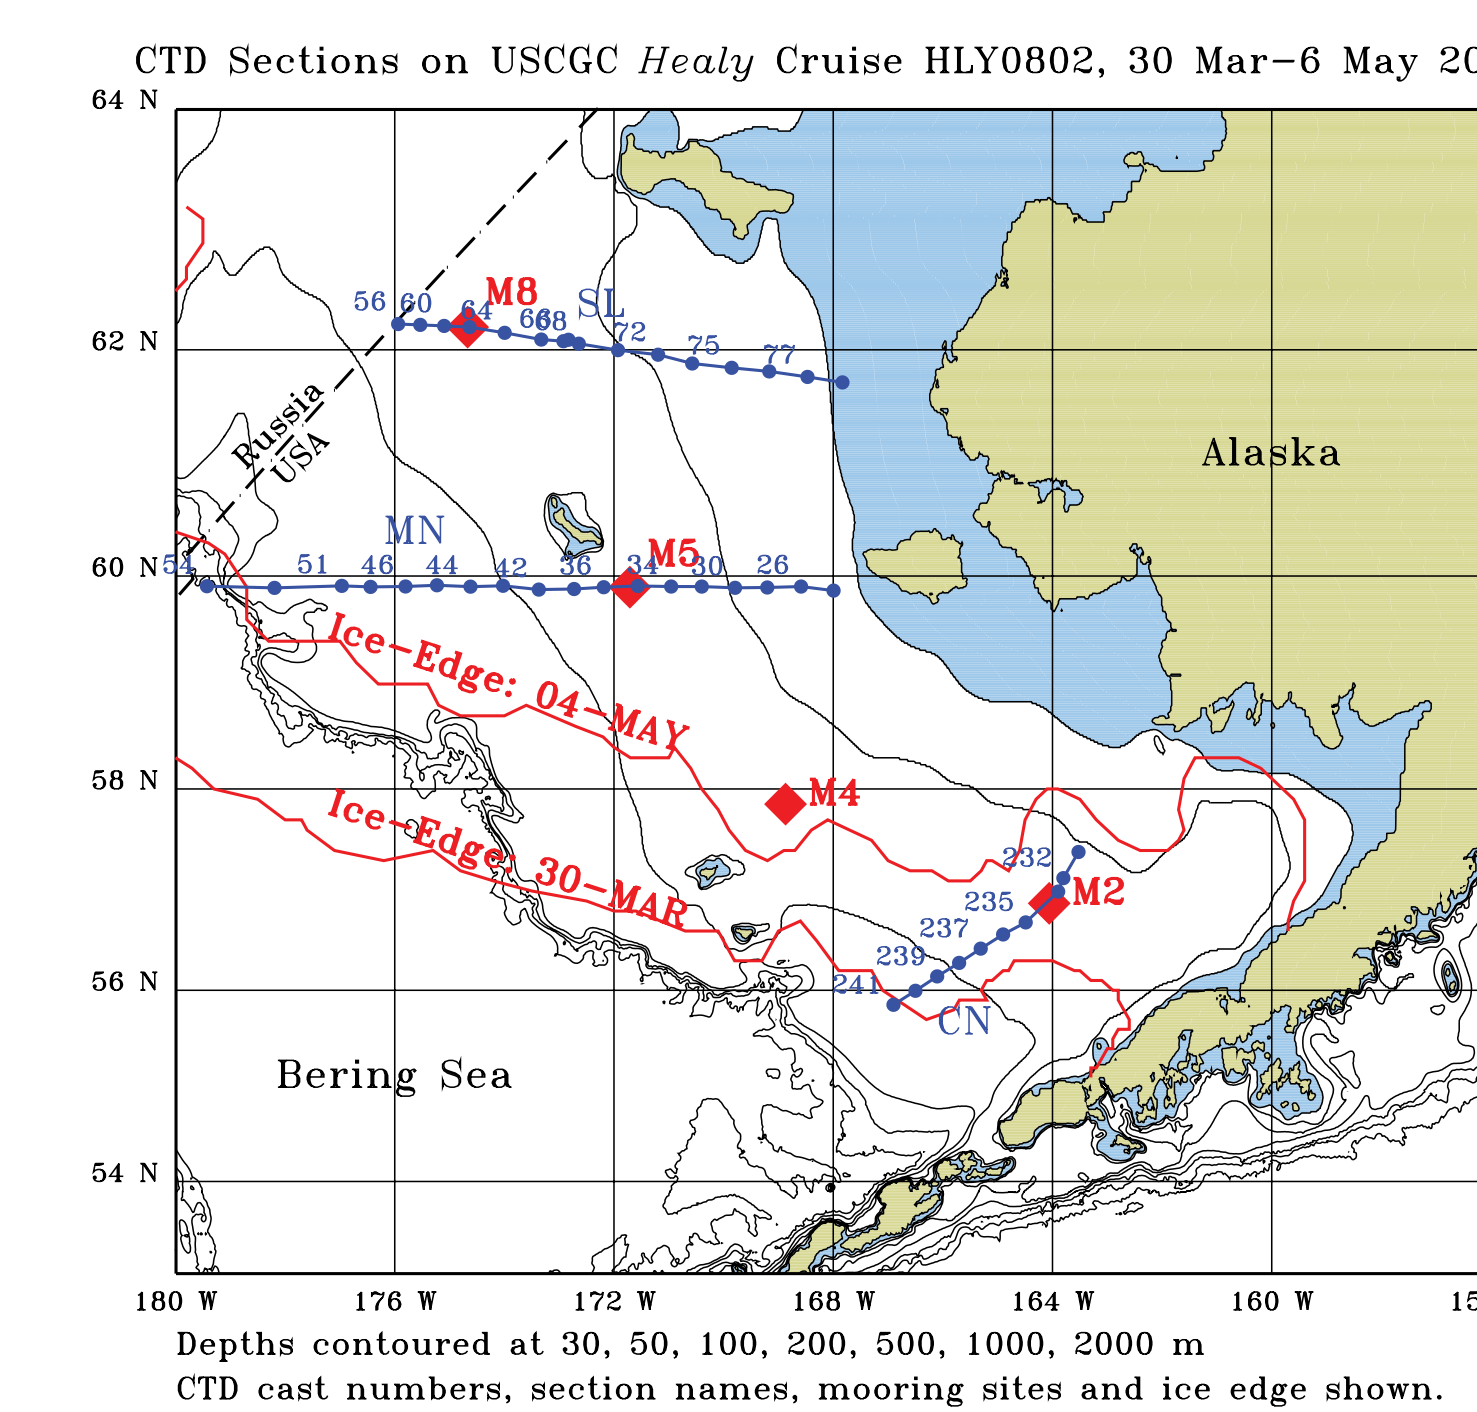 CTD Sections on USCGC Healy Cruise HLY0802, 30 Mar-6 May 20
64 N
M8
56 60 64 66 68 SL
72
75
77
62 N
Russia
USA
Alaska
MN
M5
60 N
54 51 46 44 42 36 34 30 26
Ice-Edge: 04-MAY
58 N
M4
Ice-Edge: 30-MAR
232
M2
235
237
239
56 N
241
CN
Bering Sea
54 N
180 W 176 W 172 W 168 W 164 W 160 W 15
Depths contoured at 30, 50, 100, 200, 500, 1000, 2000 m
CTD cast numbers, section names, mooring sites and ice edge shown.